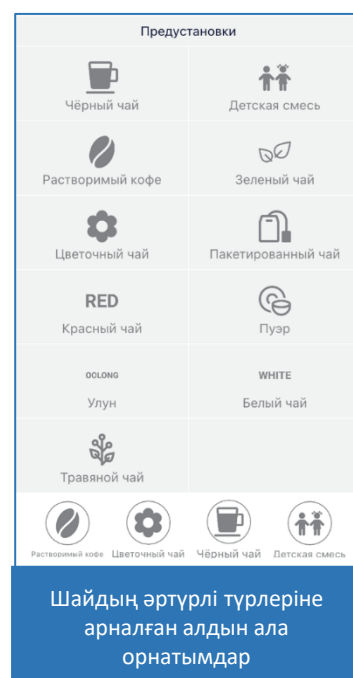 Предустановки
Чёрный чай
Детская смесь
Растворимый кофе
Зеленый чай
Цветочный чай
Пакетированный чай
RED
Красный чай
Пуэр
OOLONG
WHITE
Улун
Белый чай
Травяной чай
Растворимый кофе Цветочный чай Чёрный чай Детская смесь
Шайдың әртүрлі түрлеріне
арналған алдын ала
орнатымдар